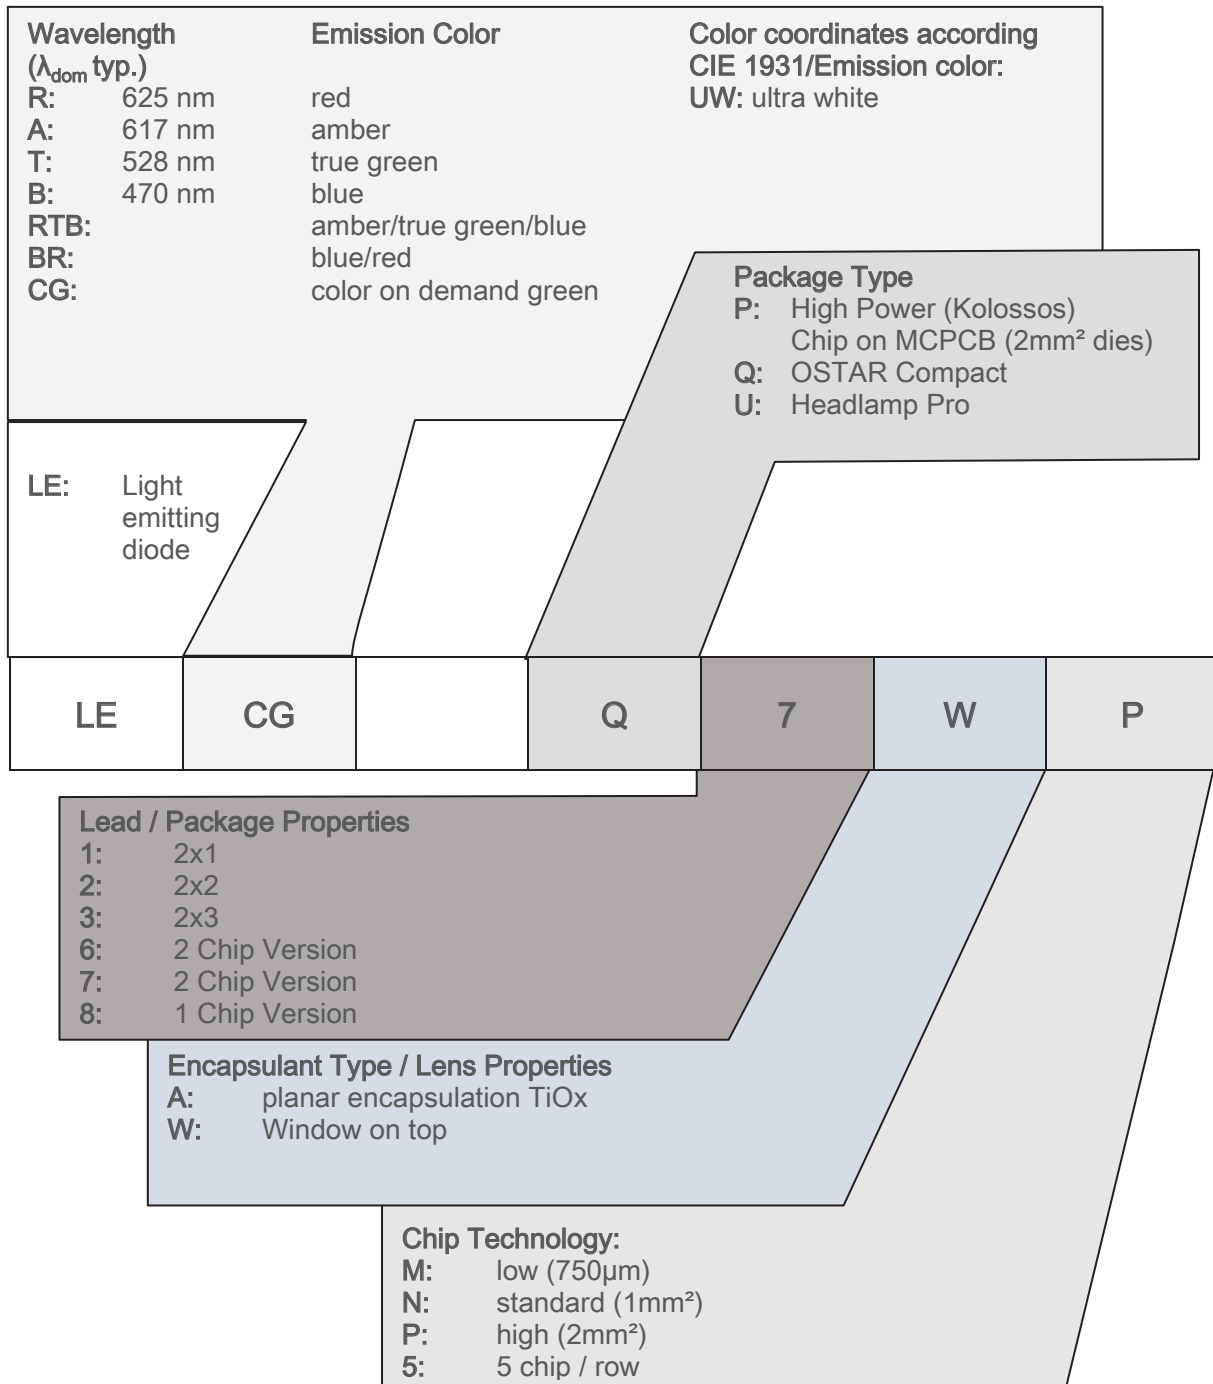 Wavelength Emission Color Color coordinates according
(λdom typ.) CIE 1931/Emission color:
R: 625 nm red UW: ultra white
A: 617 nm amber
T: 528 nm true green
B: 470 nm blue
RTB: amber/true green/blue
BR: blue/red
CG: color on demand green
Package Type
P: High Power (Kolossos)
Chip on MCPCB (2mm² dies)
Q: OSTAR Compact
U: Headlamp Pro
LE: Light
emitting
diode
LE CG Q 7 W P
Lead / Package Properties
1: 2x1
2: 2x2
3: 2x3
6: 2 Chip Version
7: 2 Chip Version
8: 1 Chip Version
Encapsulant Type / Lens Properties
A: planar encapsulation TiOx
W: Window on top
Chip Technology:
M: low (750µm)
N: standard (1mm²)
P: high (2mm²)
5: 5 chip / row